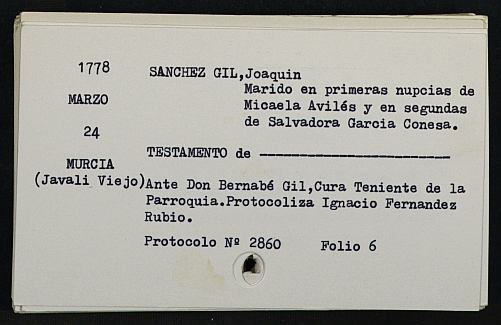 1778
SANCHEZ GIL,Joaquin
Marido en primeras nupcias de
MARZO
Micaela Avilés y en segundas
de Salvadora Garcia Conesa.
24
TESTAMENTO de ------------------------
MURCIA
(Javali Viejo)Ante Don Bernabé Gil,Cura Teniente de la
Parroquia.Protocoliza Ignacio Fernandez
Rubio.
Protocolo Nº 2860 Folio 6